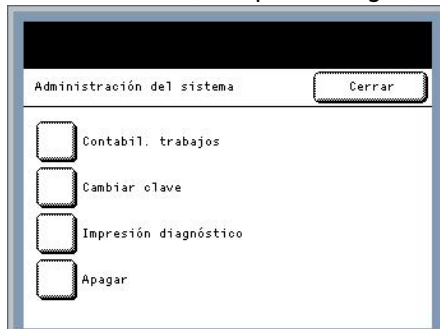 Administración del sistema
Cerrar
Contabil. trabajos
Cambiar clave
Impresión diagnóstico
Apagar